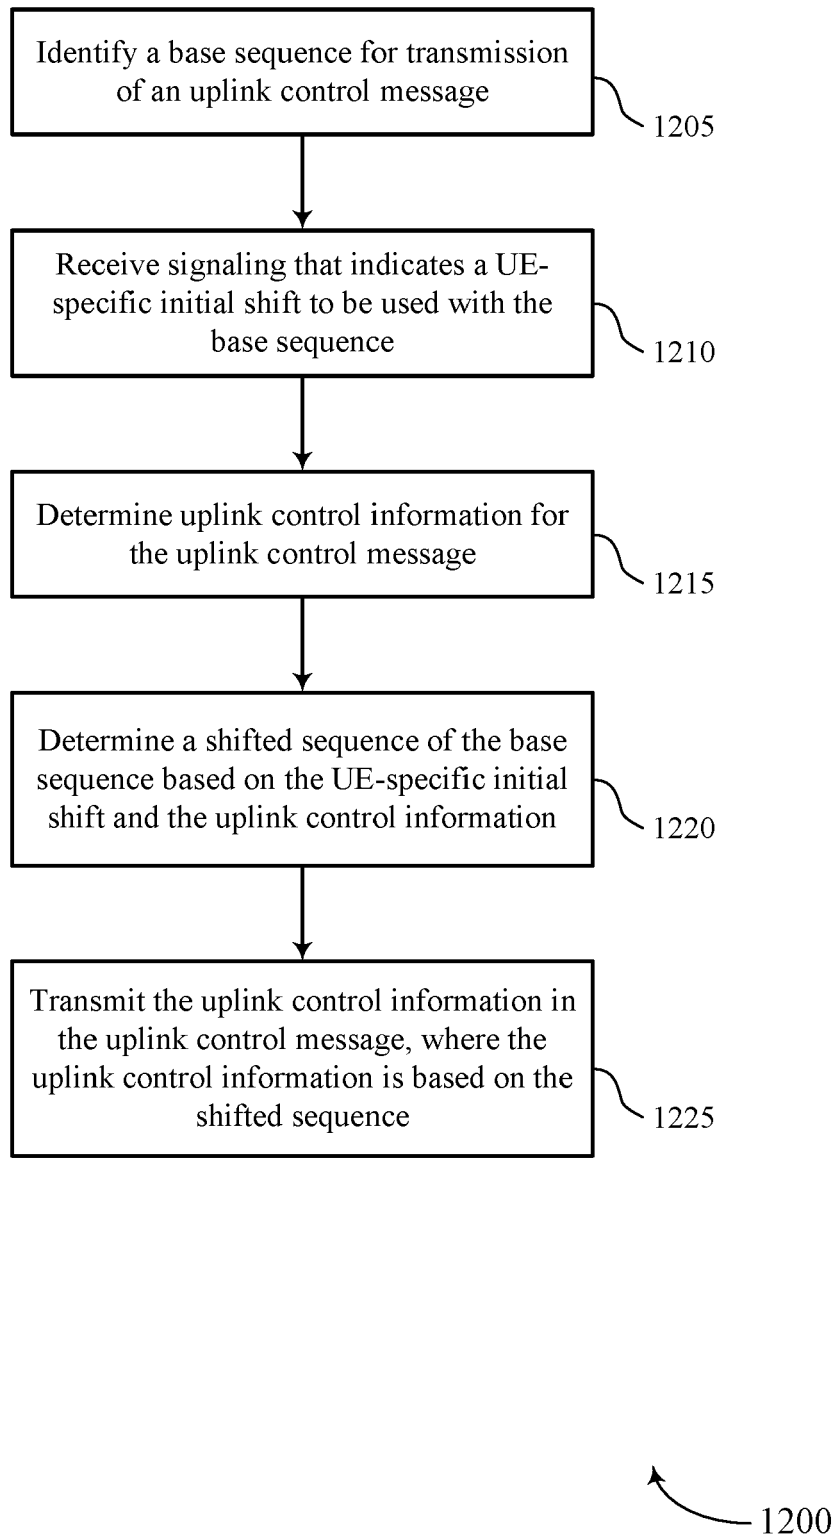 Identify a base sequence for transmission
of an uplink control message
1205
Receive signaling that indicates a UE-
specific initial shift to be used with the
base sequence
1210
Determine uplink control information for
the uplink control message
1215
Determine a shifted sequence of the base
sequence based on the UE-specific initial
shift and the uplink control information
1220
Transmit the uplink control information in
the uplink control message, where the
uplink control information is based on the
shifted sequence
1225
1200